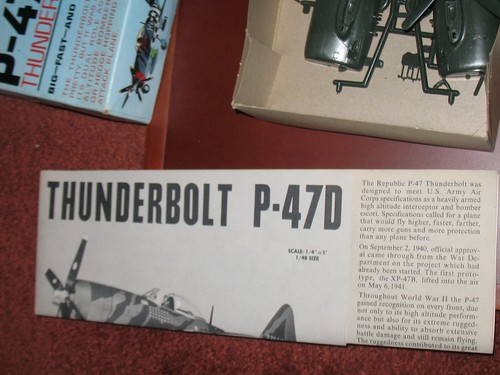 P-47
THUNDER
BIG-FAST-AND
THUNDERBOLT P-47D
SCALE: 1/4"=1'
1/48 SIZE
The Republic P-47 Thunderbolt was
designed to meet U.S. Army Air
Corps specifications as a heavily armed
high altitude interceptor and bomber
escort. Specifications called for a plane
that would fly higher, faster, farther,
carry more guns and more protection
than any plane before.
On September 2, 1940, official approv-
al came through from the War De-
partment on the project which had
already been started. The first proto-
type, the XP-47B, lifted into the air
on May 6, 1941.
Throughout World War II the P-47
gained recognition on every front,
not only to its high altitude perform-
ance but also for its extreme rugged-
ness and ability to absorb extensive
battle damage and still remain flying.
The ruggedness contributed to its great